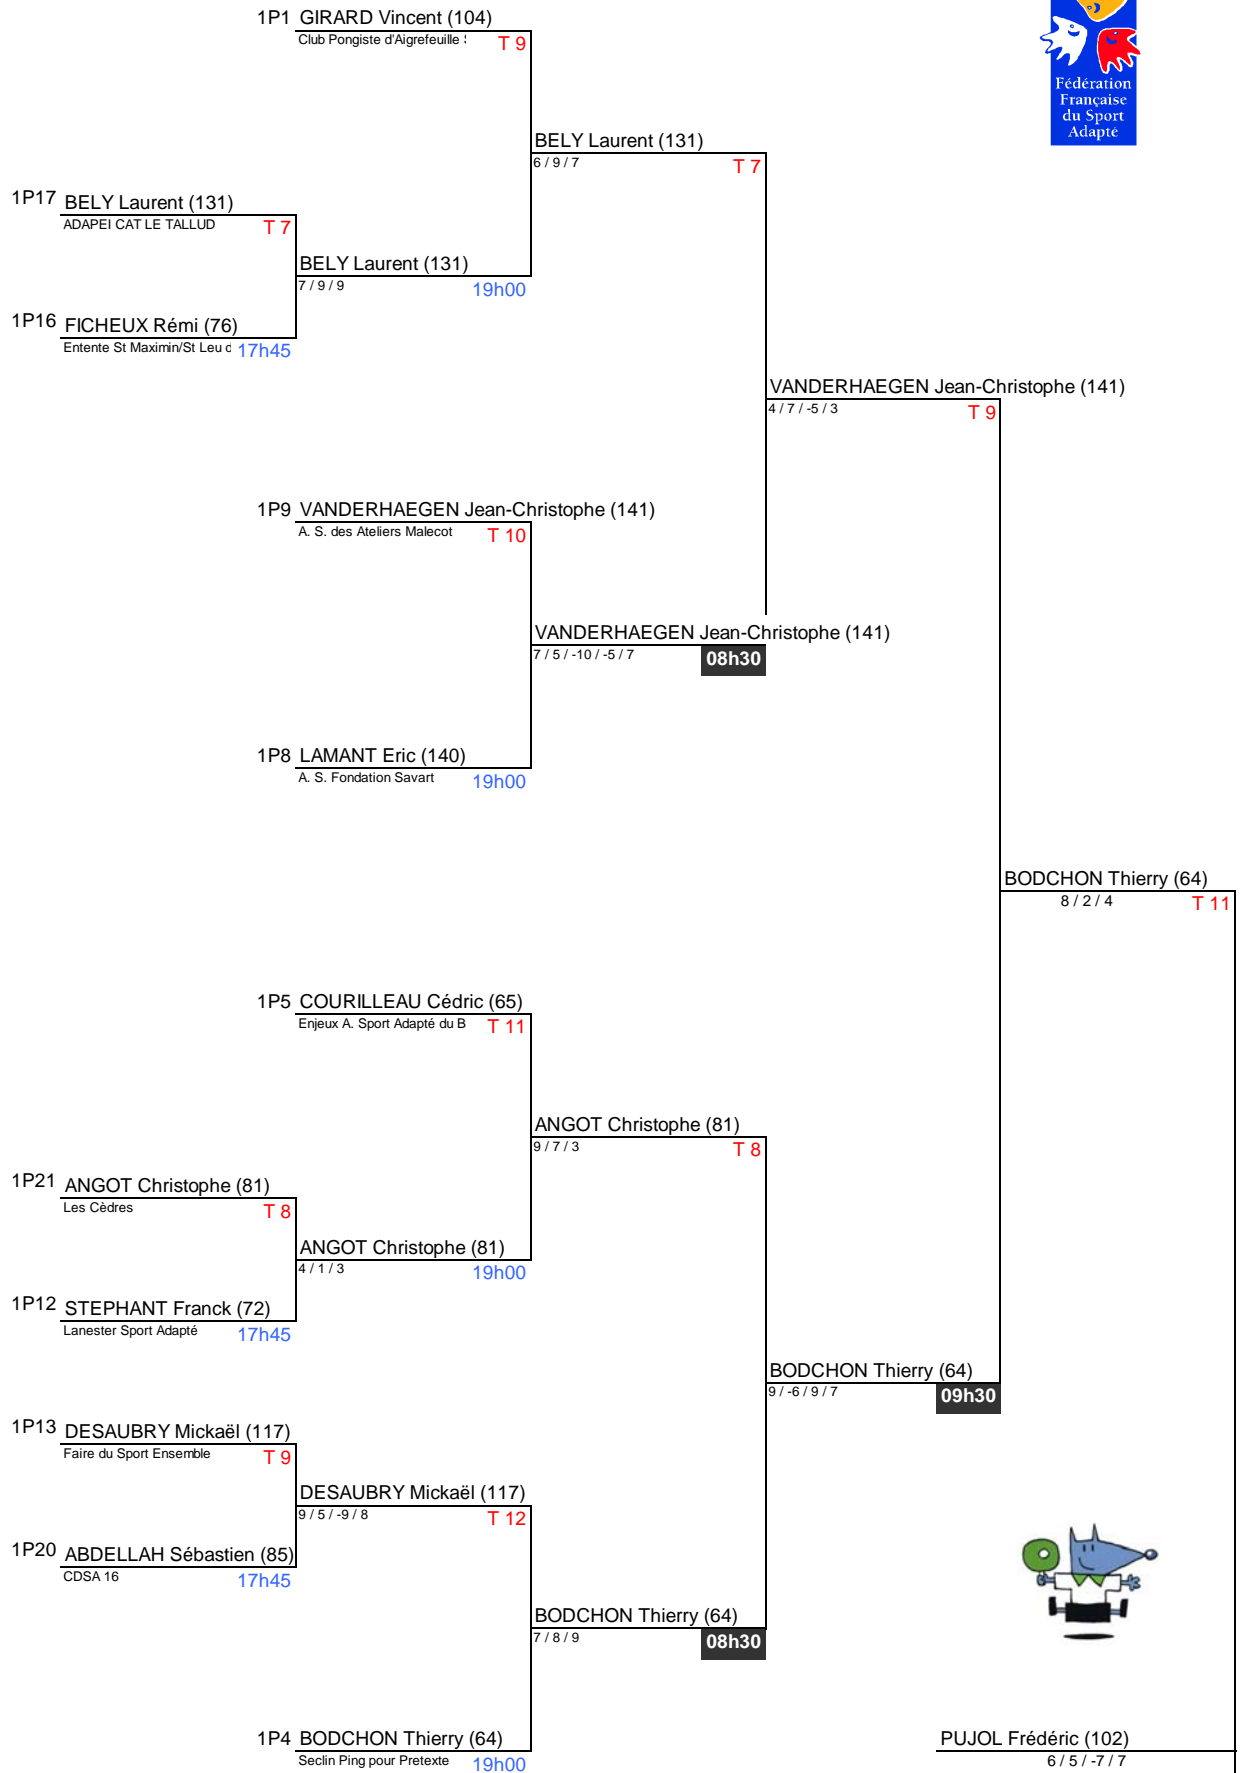 1P1 GIRARD Vincent (104)
Club Pongiste d'Aigrefeuille T 9
Fédération
Française
du Sport
Adapté
BELY Laurent (131)
6 / 9 / 7 T 7
1P17 BELY Laurent (131)
ADAPEI CAT LE TALLUD T 7
BELY Laurent (131)
7 / 9 / 9 19h00
1P16 FICHEUX Rémi (76)
Entente St Maximin/St Leu d 17h45
VANDERHAEGEN Jean-Christophe (141)
4 / 7 / -5 / 3 T 9
1P9 VANDERHAEGEN Jean-Christophe (141)
A. S. des Ateliers Malecot T 10
VANDERHAEGEN Jean-Christophe (141)
7 / 5 / -10 / -5 / 7 08h30
1P8 LAMANT Eric (140)
A. S. Fondation Savart 19h00
BODCHON Thierry (64)
8 / 2 / 4 T 11
1P5 COURILLEAU Cédric (65)
Enjeux A. Sport Adapté du B T 11
ANGOT Christophe (81)
9 / 7 / 3 T 8
1P21 ANGOT Christophe (81)
Les Cèdres T 8
ANGOT Christophe (81)
4 / 1 / 3 19h00
1P12 STEPHANT Franck (72)
Lanester Sport Adapté 17h45
BODCHON Thierry (64)
9 / -6 / 9 / 7 09h30
1P13 DESAUBRY Mickaël (117)
Faire du Sport Ensemble T 9
DESAUBRY Mickaël (117)
9 / 5 / -9 / 8 T 12
1P20 ABDELLAH Sébastien (85)
CDSA 16 17h45
BODCHON Thierry (64)
7 / 8 / 9 08h30
1P4 BODCHON Thierry (64)
Seclin Ping pour Pretexte 19h00
PUJOL Frédéric (102)
6 / 5 / -7 / 7